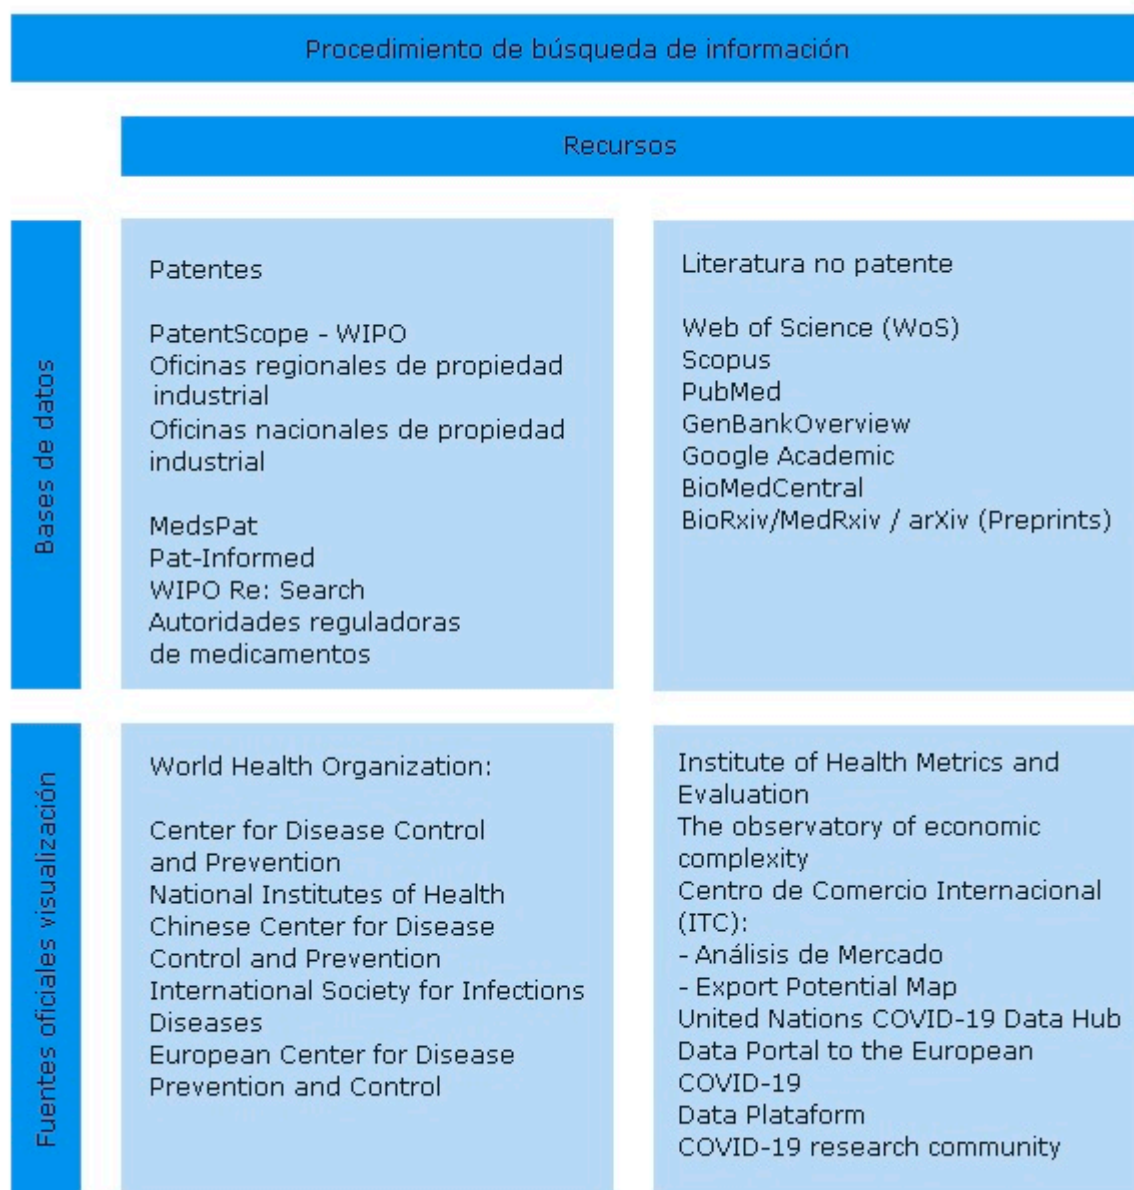 Procedimiento de búsqueda de información
Recursos
Bases de datos
Patentes
PatentScope - WIPO
Oficinas regionales de propiedad
industrial
Oficinas nacionales de propiedad
industrial
MedsPat
Pat-Informed
WIPO Re: Search
Autoridades reguladoras
de medicamentos
Literatura no patente
Web of Science (WoS)
Scopus
PubMed
GenBankOverview
Google Academic
BioMedCentral
BioRxiv/MedRxiv / arXiv (Preprints)
Fuentes oficiales visualización
World Health Organization:
Center for Disease Control
and Prevention
National Institutes of Health
Chinese Center for Disease
Control and Prevention
International Society for Infections
Diseases
European Center for Disease
Prevention and Control
Institute of Health Metrics and
Evaluation
The observatory of economic
complexity
Centro de Comercio Internacional
(ITC):
- Análisis de Mercado
- Export Potential Map
United Nations COVID-19 Data Hub
Data Portal to the European
COVID-19
Data Plataform
COVID-19 research community